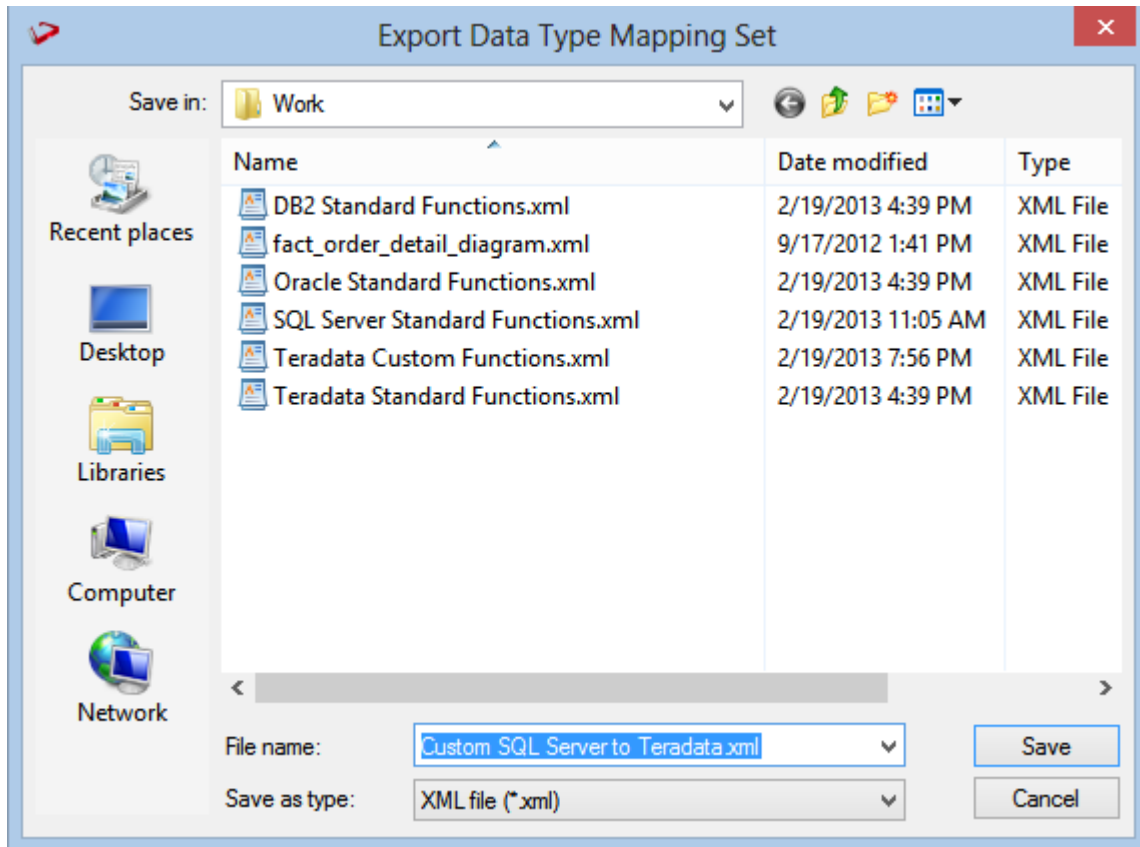 Export Data Type Mapping Set
Save in: Work
Name Date modified Type
DB2 Standard Functions.xml 2/19/2013 4:39 PM XML File
fact_order_detail_diagram.xml 9/17/2012 1:41 PM XML File
Oracle Standard Functions.xml 2/19/2013 4:39 PM XML File
SQL Server Standard Functions.xml 2/19/2013 11:05 AM XML File
Teradata Custom Functions.xml 2/19/2013 7:56 PM XML File
Teradata Standard Functions.xml 2/19/2013 4:39 PM XML File
Recent places
Desktop
Libraries
Computer
Network
File name: Custom SQL Server to Teradata.xml Save
Save as type: XML file (*.xml) Cancel